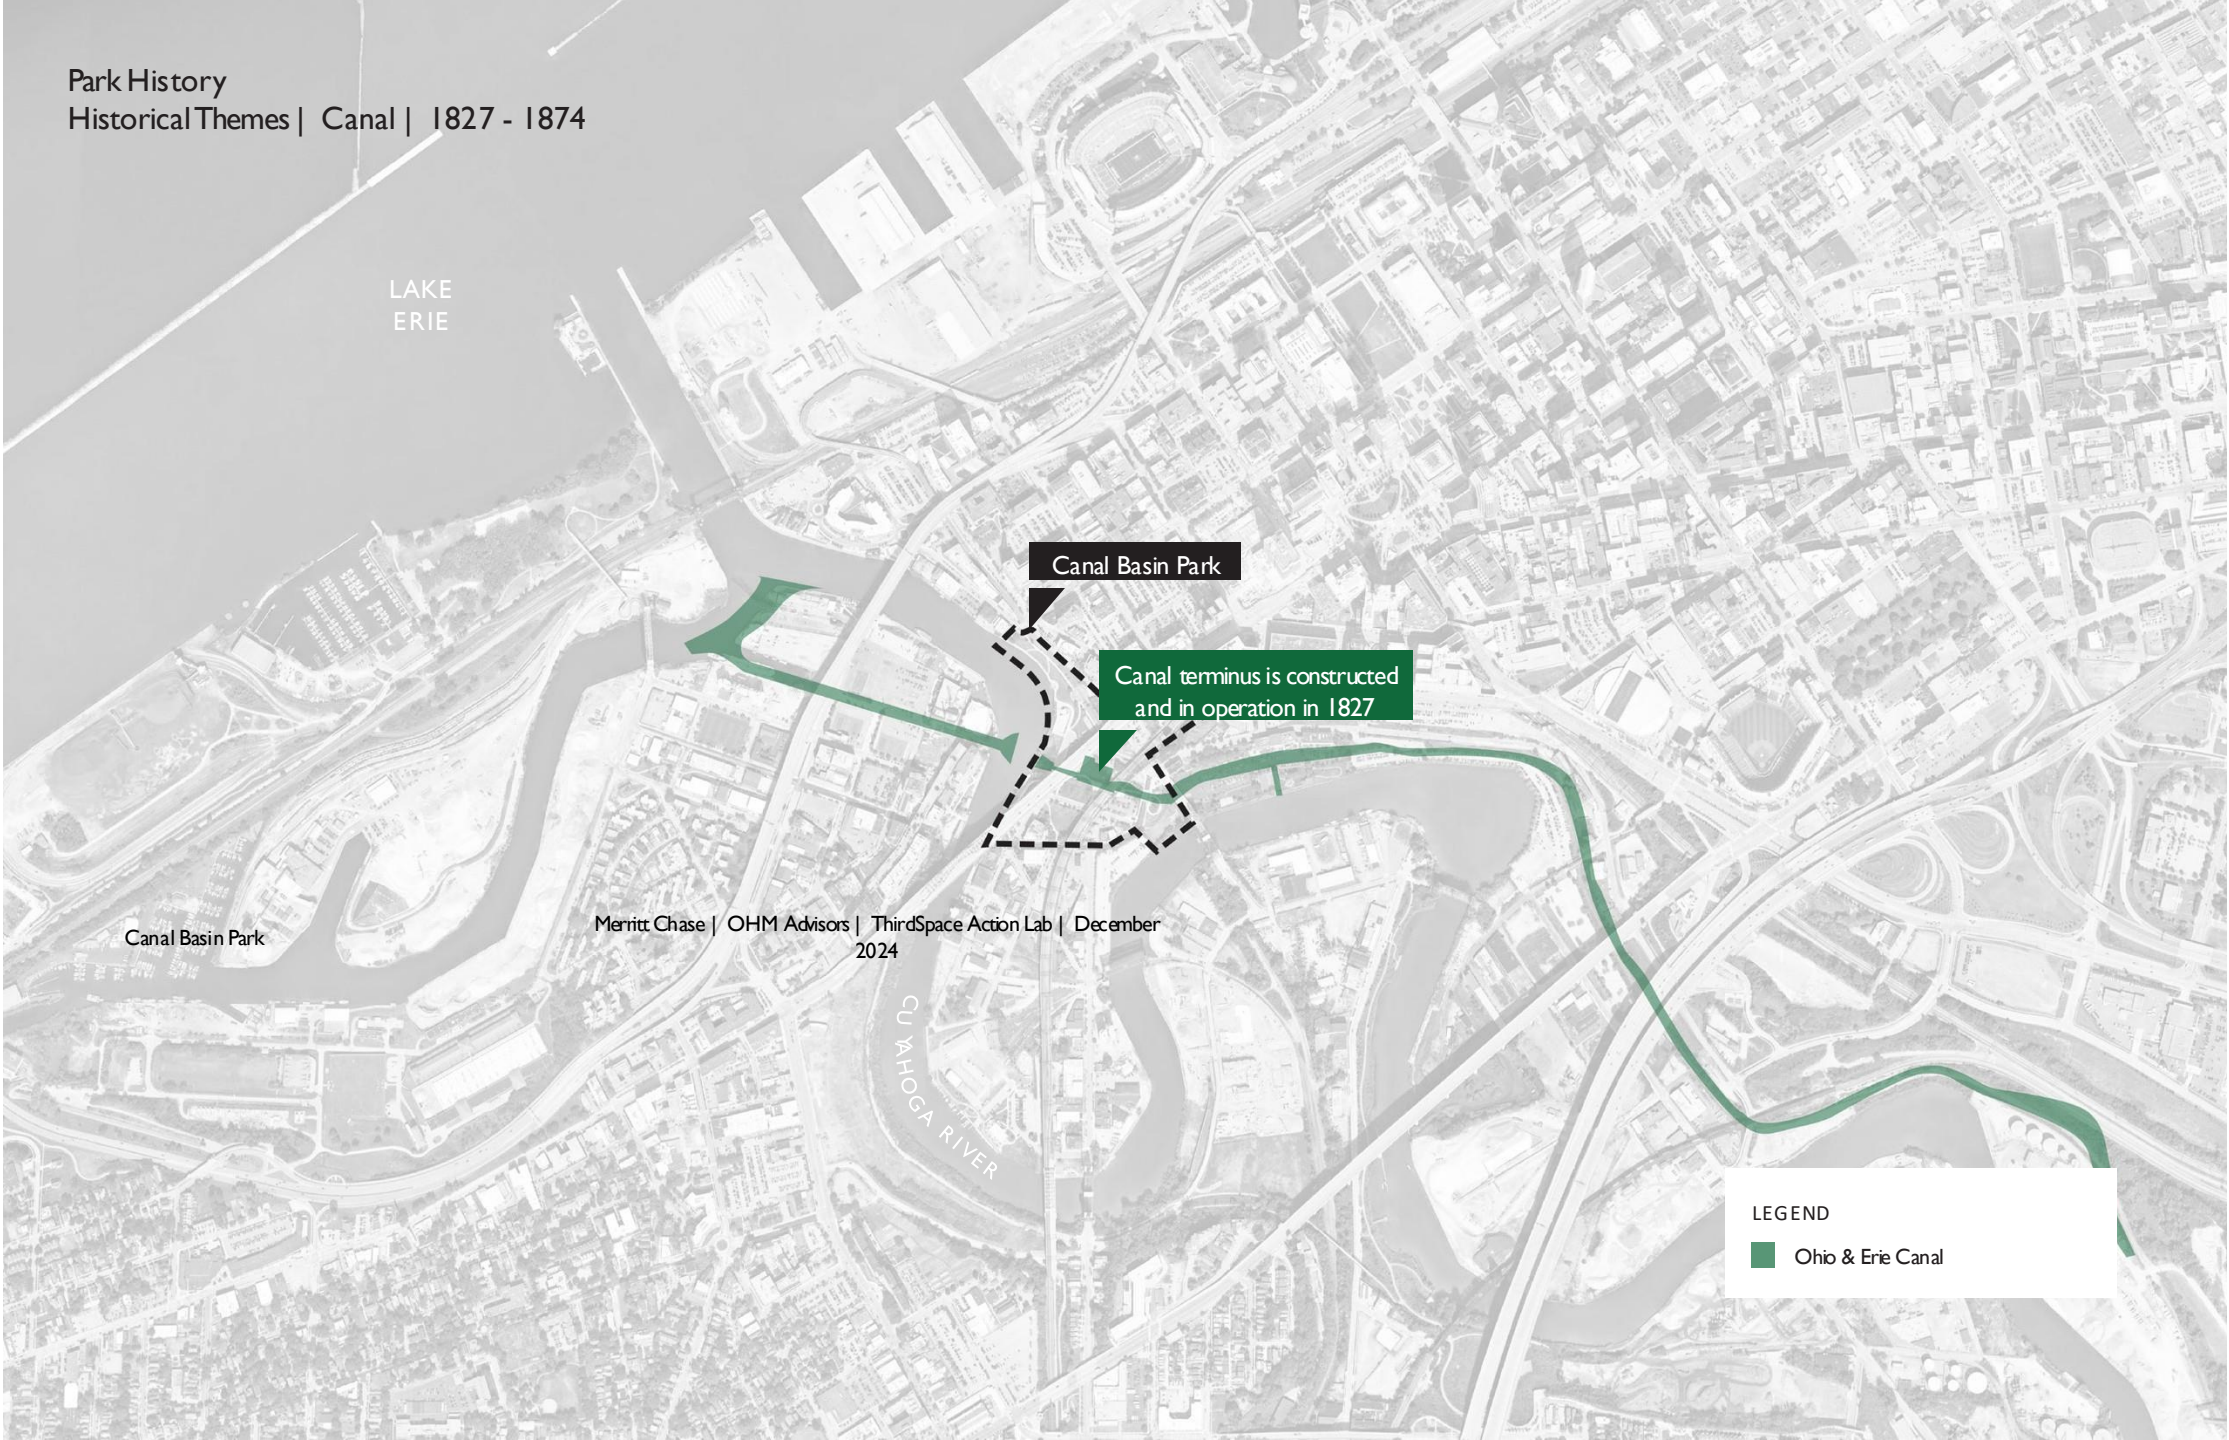 Park History
Historical Themes | Canal | 1827 - 1874
LAKE
ERIE
Canal Basin Park
Canal terminus is constructed
and in operation in 1827
Canal Basin Park
Merritt Chase | OHM Advisors | ThirdSpace Action Lab | December
2024
CUYAHOGA RIVER
LEGEND
Ohio & Erie Canal